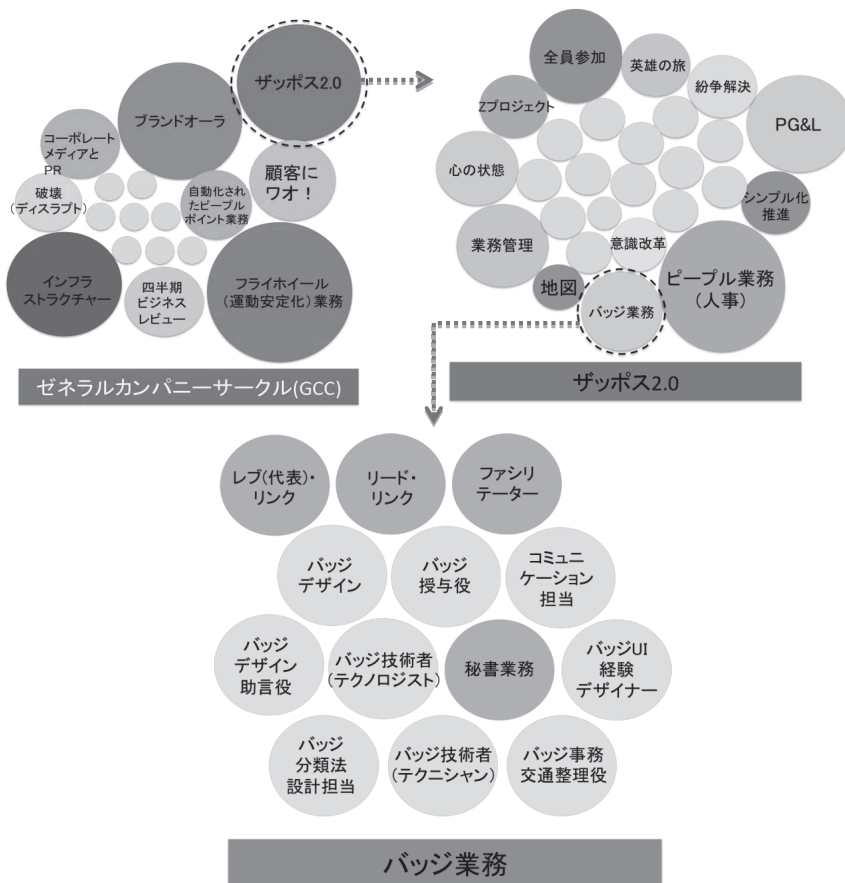 ザッポス2.0
ブランドオーラ
コーポレート
メディアと
PR
顧客に
ワオ！
破壊
(ディスラプト)
自動化され
たピープル
ポイント業務
インフラ
ストラクチャー
四半期
ビジネス
レビュー
フライホイール
(運動安定化)業務
ゼネラルカンパニーサークル(GCC)
全員参加
英雄の旅
紛争解決
Zプロジェクト
PG&L
心の状態
シンプル化
推進
業務管理
意識改革
地図
バッジ業務
ピープル業務
(人事)
ザッポス2.0
レブ(代表)・
リンク
リード・
リンク
ファシリ
テーター
バッジ
デザイン
バッジ
授与役
コミュニ
ケーション
担当
バッジ
デザイン
助言役
バッジ技術者
(テクノロジスト)
秘書業務
バッジUI
経験
デザイナー
バッジ
分類法
設計担当
バッジ技術者
(テクニシャン)
バッジ事務
交通整理役
バッジ業務